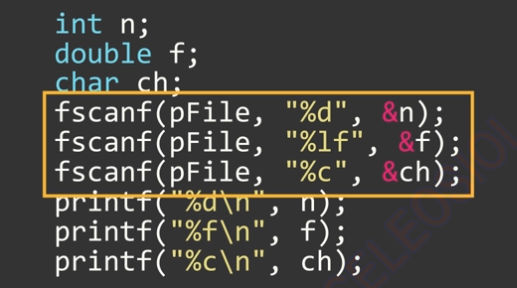 int n;
double f;
char ch;
fscanf(pFile, "%d", &n);
fscanf(pFile, "%lf", &f);
fscanf(pFile, "%c", &ch);
printf("%d\n", n);
printf("%f\n", f);
printf("%c\n", ch);